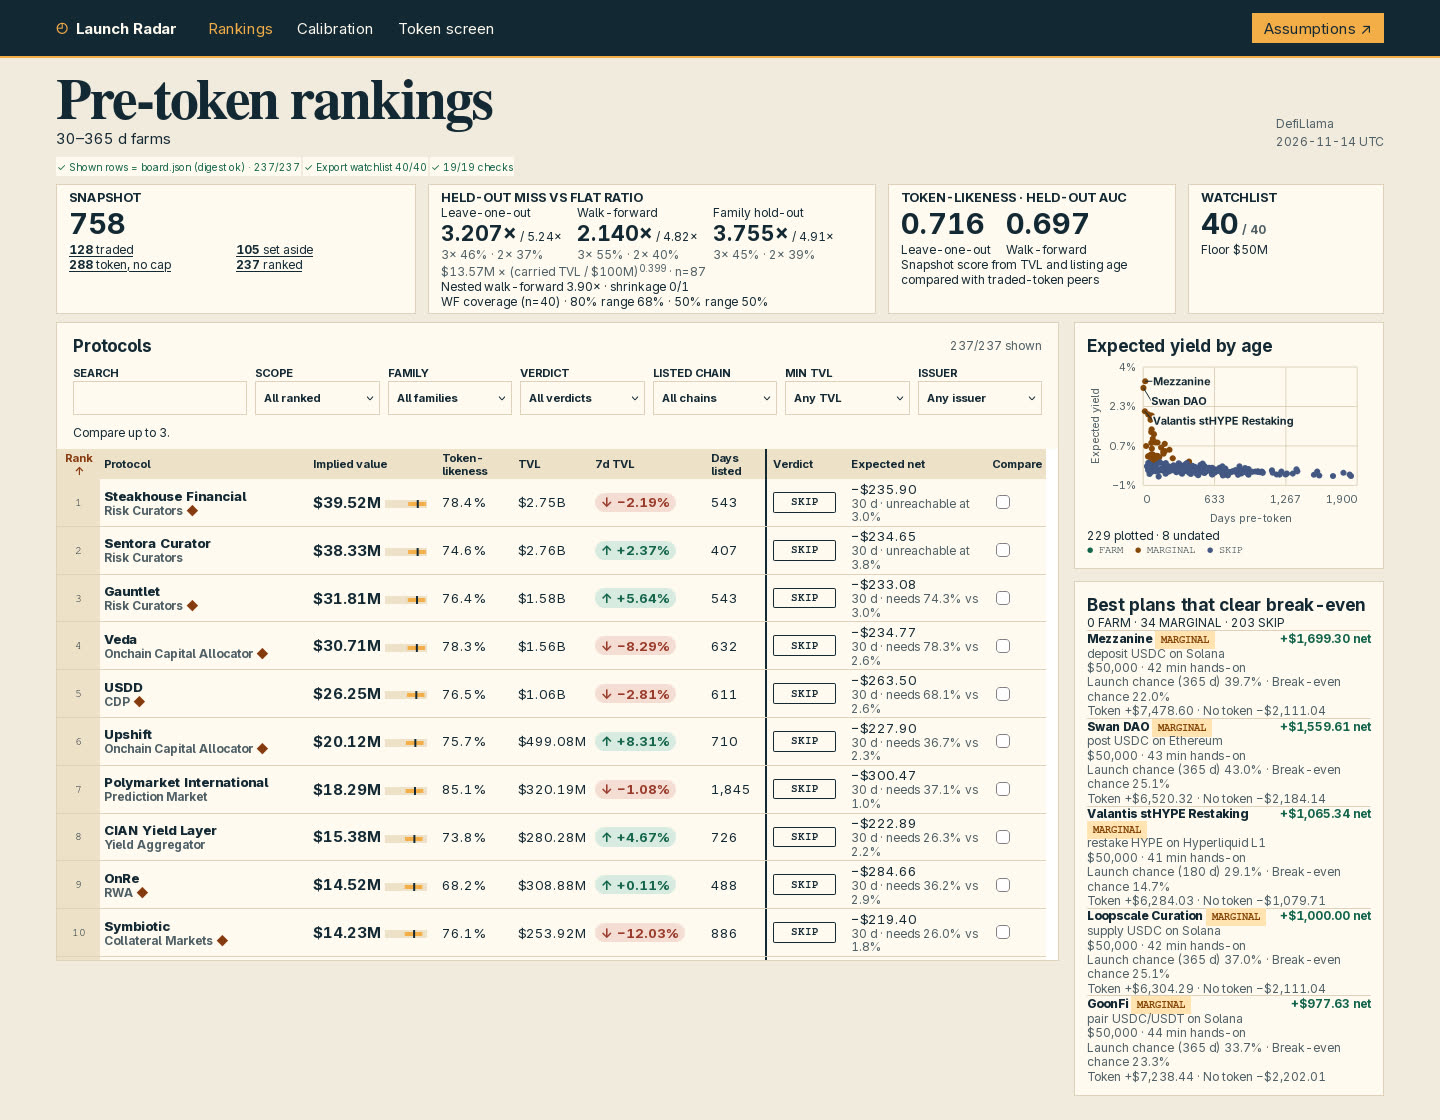 Launch Radar
Rankings
Calibration
Token screen
Assumptions ↗
Pre-token rankings
30–365 d farms
DefiLlama
2026-11-14 UTC
✓ Shown rows = board.json (digest ok) · 237/237 ✓ Export watchlist 40/40 ✓ 19/19 checks
SNAPSHOT
758
128 traded
105 set aside
288 token, no cap
237 ranked
HELD-OUT MISS VS FLAT RATIO
Leave-one-out Walk-forward Family hold-out
3.207× / 5.24× 2.140× / 4.82× 3.755× / 4.91×
3× 46% · 2× 37% 3× 55% · 2× 40% 3× 45% · 2× 39%
$13.57M × (carried TVL / $100M)^0.399 · n=87
Nested walk-forward 3.90× · shrinkage 0/1
WF coverage (n=40) · 80% range 68% · 50% range 50%
TOKEN-LIKENESS · HELD-OUT AUC
0.716 0.697
Leave-one-out Walk-forward
Snapshot score from TVL and listing age
compared with traded-token peers
WATCHLIST
40 / 40
Floor $50M
Protocols
237/237 shown
SEARCH SCOPE FAMILY VERDICT LISTED CHAIN MIN TVL ISSUER
All ranked All families All verdicts All chains Any TVL Any issuer
Compare up to 3.
Rank ↑ Protocol Implied value Token-likeness TVL 7d TVL Days listed Verdict Expected net Compare
1 Steakhouse Financial $39.52M 78.4% $2.75B ↓ −2.19% 543 SKIP −$235.90
Risk Curators ◆ 30 d · unreachable at 3.0%
2 Sentora Curator $38.33M 74.6% $2.76B ↑ +2.37% 407 SKIP −$234.65
Risk Curators 30 d · unreachable at 3.8%
3 Gauntlet $31.81M 76.4% $1.58B ↑ +5.64% 543 SKIP −$233.08
Risk Curators ◆ 30 d · needs 74.3% vs 3.0%
4 Veda $30.71M 78.3% $1.56B ↓ −8.29% 632 SKIP −$234.77
Onchain Capital Allocator ◆ 30 d · needs 78.3% vs 2.6%
5 USDD $26.25M 76.5% $1.06B ↓ −2.81% 611 SKIP −$263.50
CDP ◆ 30 d · needs 68.1% vs 2.6%
6 Upshift $20.12M 75.7% $499.08M ↑ +8.31% 710 SKIP −$227.90
Onchain Capital Allocator ◆ 30 d · needs 36.7% vs 2.3%
7 Polymarket International $18.29M 85.1% $320.19M ↓ −1.08% 1,845 SKIP −$300.47
Prediction Market 30 d · needs 37.1% vs 1.0%
8 CIAN Yield Layer $15.38M 73.8% $280.28M ↑ +4.67% 726 SKIP −$222.89
Yield Aggregator 30 d · needs 26.3% vs 2.2%
9 OnRe $14.52M 68.2% $308.88M ↑ +0.11% 488 SKIP −$284.66
RWA ◆ 30 d · needs 36.2% vs 2.9%
10 Symbiotic $14.23M 76.1% $253.92M ↓ −12.03% 886 SKIP −$219.40
Collateral Markets ◆ 30 d · needs 26.0% vs 1.8%
Expected yield by age
Expected yield
4%
2.3%
0.7%
−1%
Mezzanine
Swan DAO
Valantis stHYPE Restaking
0 633 1,267 1,900
Days pre-token
229 plotted · 8 undated
● FARM ● MARGINAL ● SKIP
Best plans that clear break-even
0 FARM · 34 MARGINAL · 203 SKIP
Mezzanine MARGINAL +$1,699.30 net
deposit USDC on Solana
$50,000 · 42 min hands-on
Launch chance (365 d) 39.7% · Break-even
chance 22.0%
Token +$7,478.60 · No token −$2,111.04
Swan DAO MARGINAL +$1,559.61 net
post USDC on Ethereum
$50,000 · 43 min hands-on
Launch chance (365 d) 43.0% · Break-even
chance 25.1%
Token +$6,520.32 · No token −$2,184.14
Valantis stHYPE Restaking +$1,065.34 net
MARGINAL
restake HYPE on Hyperliquid L1
$50,000 · 41 min hands-on
Launch chance (180 d) 29.1% · Break-even
chance 14.7%
Token +$6,284.03 · No token −$1,079.71
Loopscale Curation MARGINAL +$1,000.00 net
supply USDC on Solana
$50,000 · 42 min hands-on
Launch chance (365 d) 37.0% · Break-even
chance 25.1%
Token +$6,304.29 · No token −$2,111.04
GoonFi MARGINAL +$977.63 net
pair USDC/USDT on Solana
$50,000 · 44 min hands-on
Launch chance (365 d) 33.7% · Break-even
chance 23.3%
Token +$7,238.44 · No token −$2,202.01